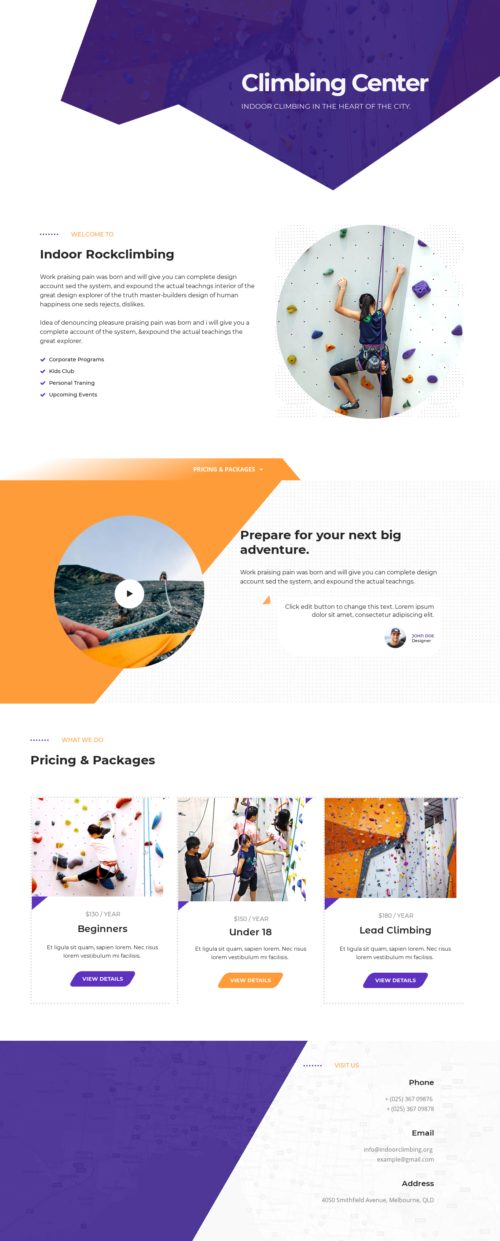 Climbing Center
INDOOR CLIMBING IN THE HEART OF THE CITY.
WELCOME TO
Indoor Rockclimbing
Work praising pain was born and will give you can complete design
account sed the system, and expound the actual teachngs interior of the
great design explorer of the truth master-builders design of human
happiness one seds rejects, dislikes.
Idea of denouncing pleasure praising pain was born and i will give you a
complete account of the system, &expound the actual teachings the
great explorer.
Corporate Programs
Kids Club
Personal Traning
Upcoming Events
PRICING & PACKAGES
Prepare for your next big
adventure.
Work praising pain was born and will give you can complete design
account sed the system, and expound the actual teachngs.
Click edit button to change this text. Lorem ipsum
dolor sit amet, consectetur adipiscing elit.
JOHN DOE
Designer
WHAT WE DO
Pricing & Packages
$130 / YEAR
Beginners
Et ligula sit quam, sapien lorem. Nec risus
lorem vestibulum mi facilisis.
VIEW DETAILS
$150 / YEAR
Under 18
Et ligula sit quam, sapien lorem. Nec risus
lorem vestibulum mi facilisis.
VIEW DETAILS
$180 / YEAR
Lead Climbing
Et ligula sit quam, sapien lorem. Nec risus
lorem vestibulum mi facilisis.
VIEW DETAILS
VISIT US
Phone
+ (025) 367 09876
+ (025) 367 09878
Email
info@indoorclimbing.org
example@gmail.com
Address
4050 Smithfield Avenue, Melbourne, QLD